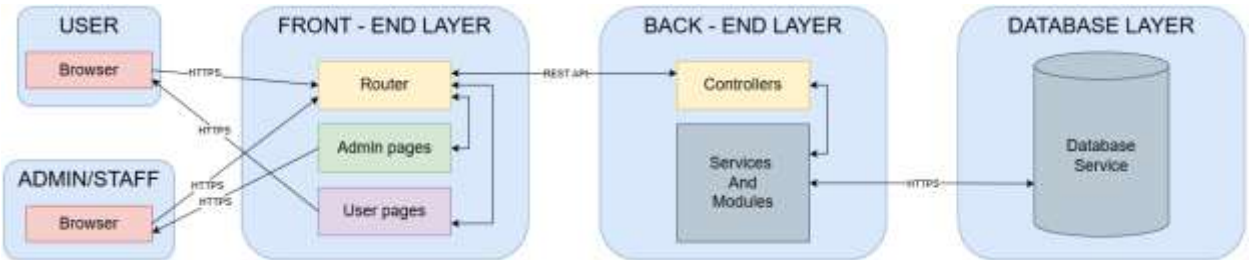 USER
Browser
HTTPS
HTTPS
ADMIN/STAFF
Browser
HTTPS
HTTPS
FRONT - END LAYER
Router
Admin pages
User pages
REST API
BACK - END LAYER
Controllers
Services
And
Modules
HTTPS
DATABASE LAYER
Database
Service